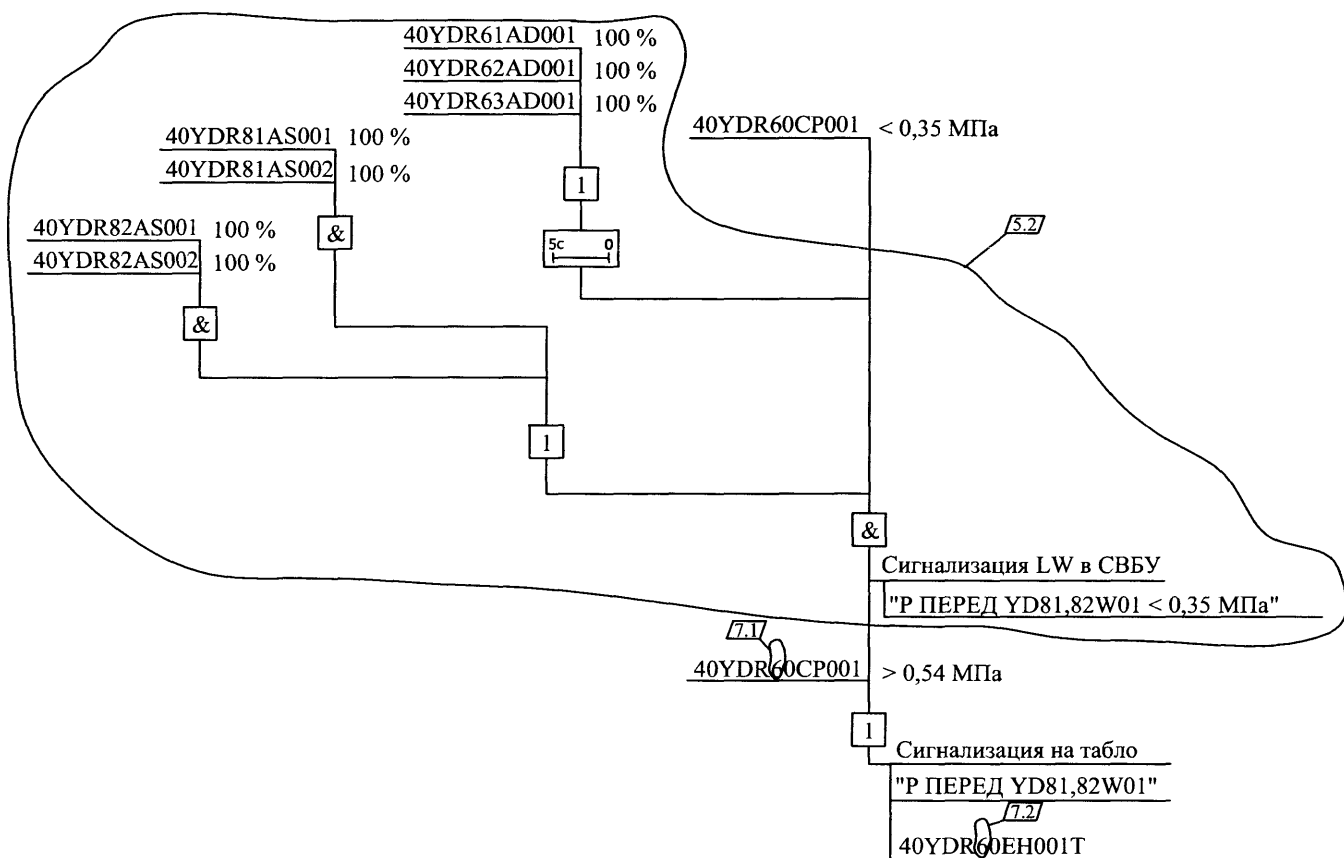 40YDR61AD001 100 %
40YDR62AD001 100 %
40YDR63AD001 100 %
40YDR60CP001 < 0,35 МПа
40YDR81AS001 100 %
40YDR81AS002 100 %
1
5.2
40YDR82AS001 100 %
40YDR82AS002 100 %
&
5с 0
&
1
&
Сигнализация LW в СВБУ
"Р ПЕРЕД YD81,82W01 < 0,35 МПа"
7.1
40YDR60CP001 > 0,54 МПа
1
Сигнализация на табло
"Р ПЕРЕД YD81,82W01"
7.2
40YDR60EH001T